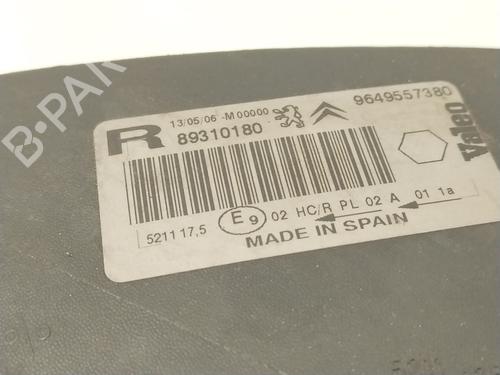 13/05/06 -M00000
9649557380
R
89310180
Valeo
5211 17,5
E9 02 HC/R PL 02 A 01 1a
MADE IN SPAIN
B-PARTS